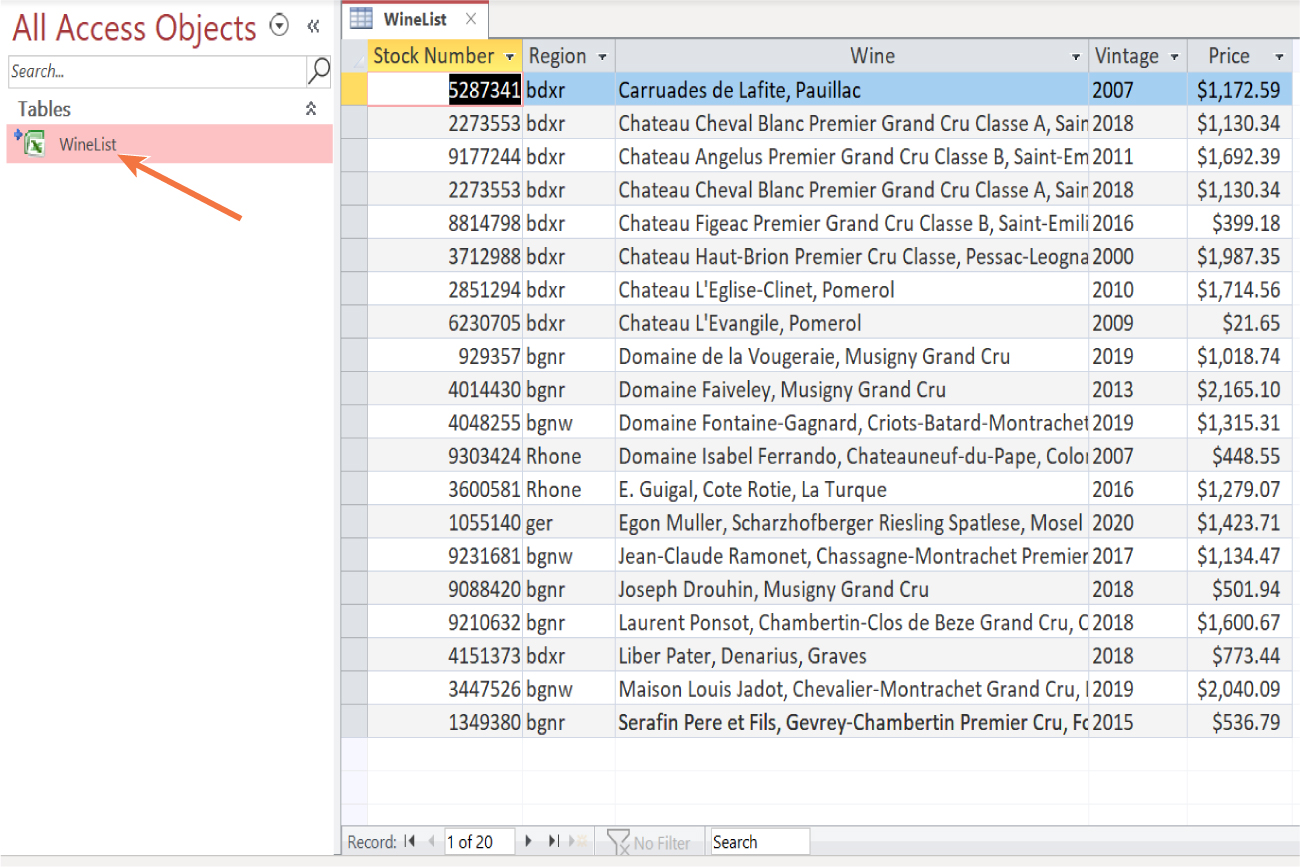 All Access Objects «
Search...
Tables
WineList
WineList ×
Stock Number Region Wine Vintage Price
5287341 bdxr Carruades de Lafite, Pauillac 2007 $1,172.59
2273553 bdxr Chateau Cheval Blanc Premier Grand Cru Classe A, Sain 2018 $1,130.34
9177244 bdxr Chateau Angelus Premier Grand Cru Classe B, Saint-Em 2011 $1,692.39
2273553 bdxr Chateau Cheval Blanc Premier Grand Cru Classe A, Sain 2018 $1,130.34
8814798 bdxr Chateau Figeac Premier Grand Cru Classe B, Saint-Emili 2016 $399.18
3712988 bdxr Chateau Haut-Brion Premier Cru Classe, Pessac-Leogna 2000 $1,987.35
2851294 bdxr Chateau L'Eglise-Clinet, Pomerol 2010 $1,714.56
6230705 bdxr Chateau L'Evangile, Pomerol 2009 $21.65
929357 bgnr Domaine de la Vougeraie, Musigny Grand Cru 2019 $1,018.74
4014430 bgnr Domaine Faiveley, Musigny Grand Cru 2013 $2,165.10
4048255 bgnw Domaine Fontaine-Gagnard, Criots-Batard-Montrachet 2019 $1,315.31
9303424 Rhone Domaine Isabel Ferrando, Chateauneuf-du-Pape, Colo 2007 $448.55
3600581 Rhone E. Guigal, Cote Rotie, La Turque 2016 $1,279.07
1055140 ger Egon Muller, Scharzhofberger Riesling Spatlese, Mosel 2020 $1,423.71
9231681 bgnw Jean-Claude Ramonet, Chassagne-Montrachet Premier 2017 $1,134.47
9088420 bgnr Joseph Drouhin, Musigny Grand Cru 2018 $501.94
9210632 bgnr Laurent Ponsot, Chambertin-Clos de Beze Grand Cru, C 2018 $1,600.67
4151373 bdxr Liber Pater, Denarius, Graves 2018 $773.44
3447526 bgnw Maison Louis Jadot, Chevalier-Montrachet Grand Cru, 2019 $2,040.09
1349380 bgnr Serafin Pere et Fils, Gevrey-Chambertin Premier Cru, Fo 2015 $536.79
Record: 1 of 20 No Filter Search